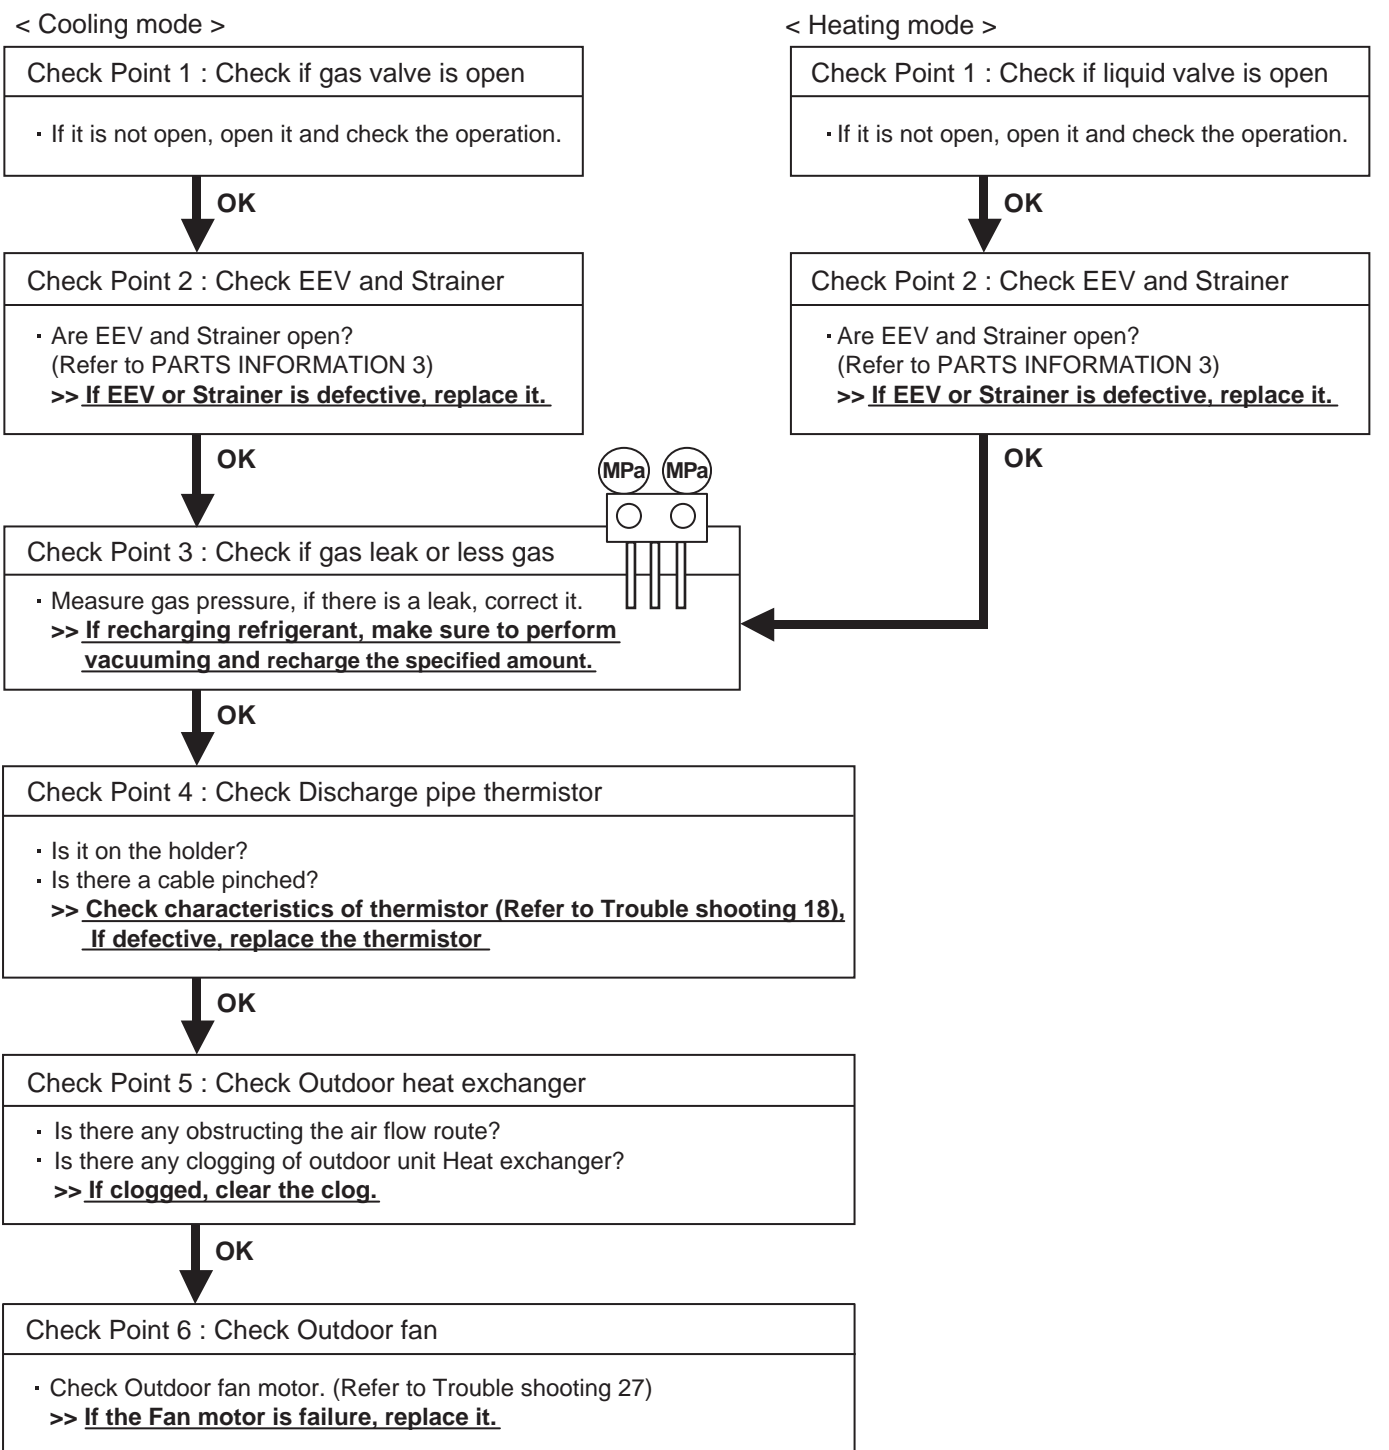 < Cooling mode >
Check Point 1 : Check if gas valve is open
· If it is not open, open it and check the operation.
OK
Check Point 2 : Check EEV and Strainer
· Are EEV and Strainer open?
(Refer to PARTS INFORMATION 3)
>> If EEV or Strainer is defective, replace it.
OK
< Heating mode >
Check Point 1 : Check if liquid valve is open
· If it is not open, open it and check the operation.
OK
Check Point 2 : Check EEV and Strainer
· Are EEV and Strainer open?
(Refer to PARTS INFORMATION 3)
>> If EEV or Strainer is defective, replace it.
OK
MPa MPa
Check Point 3 : Check if gas leak or less gas
· Measure gas pressure, if there is a leak, correct it.
>> If recharging refrigerant, make sure to perform
vacuuming and recharge the specified amount.
OK
Check Point 4 : Check Discharge pipe thermistor
· Is it on the holder?
· Is there a cable pinched?
>> Check characteristics of thermistor (Refer to Trouble shooting 18),
If defective, replace the thermistor
OK
Check Point 5 : Check Outdoor heat exchanger
· Is there any obstructing the air flow route?
· Is there any clogging of outdoor unit Heat exchanger?
>> If clogged, clear the clog.
OK
Check Point 6 : Check Outdoor fan
· Check Outdoor fan motor. (Refer to Trouble shooting 27)
>> If the Fan motor is failure, replace it.